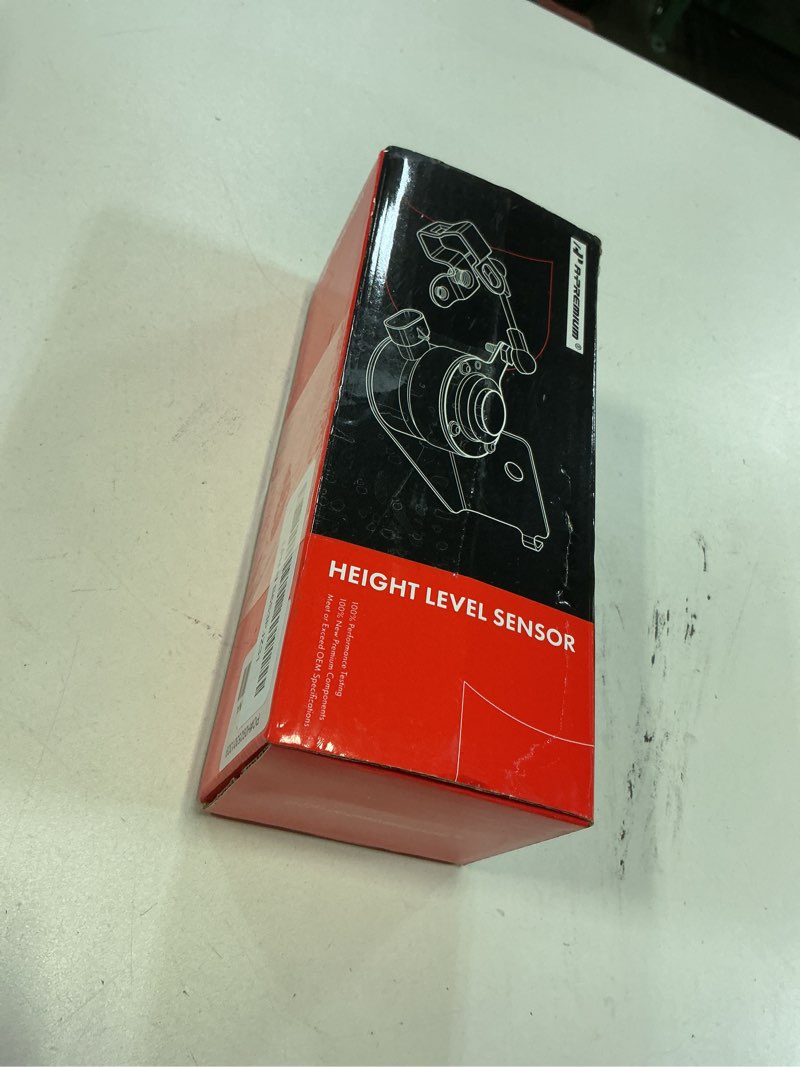 A-PREMIUM®
HEIGHT LEVEL SENSOR
100% Performance Testing
100% New Premium Components
Meet or Exceed OEM Specifications